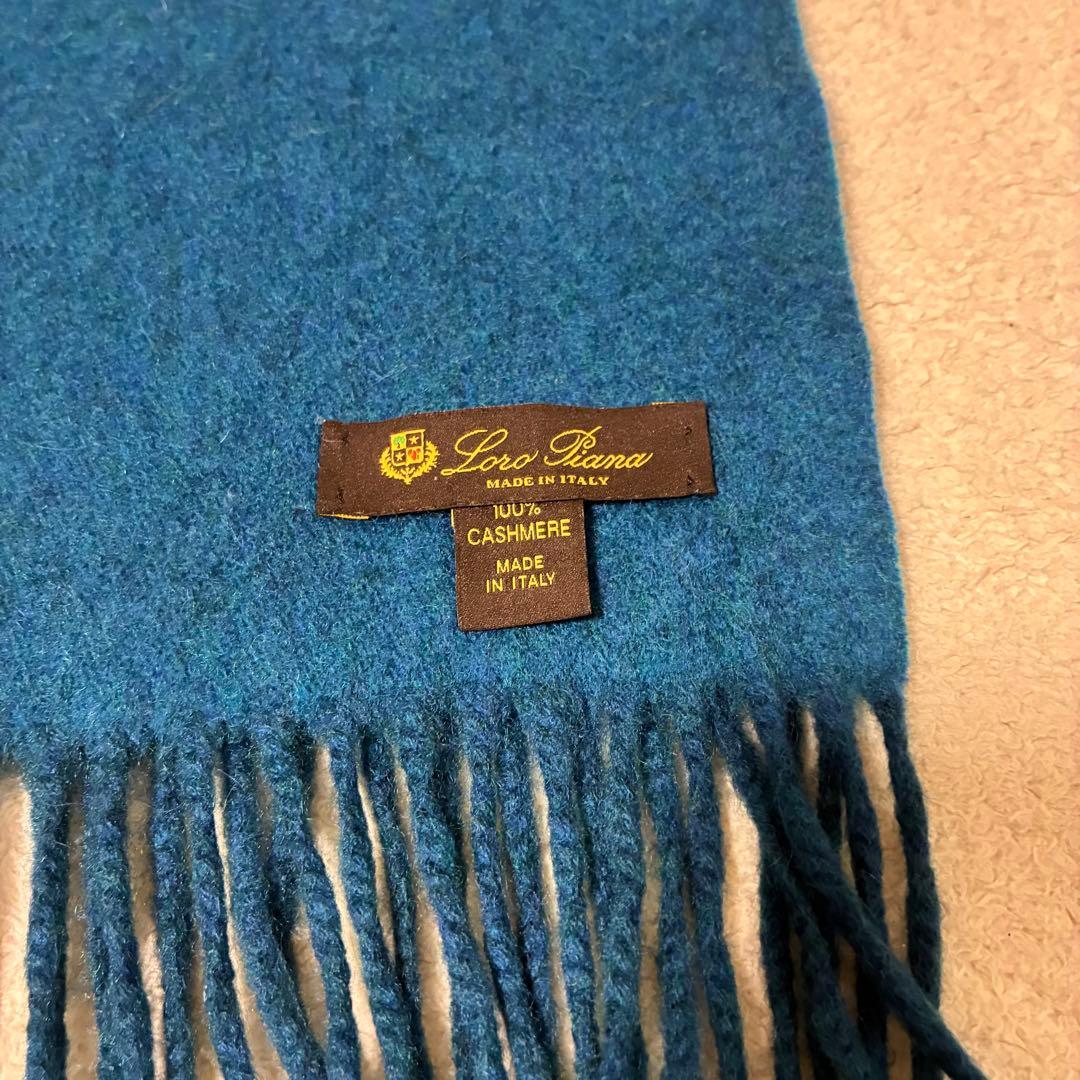 Loro Piana
MADE IN ITALY
100%
CASHMERE
MADE
IN ITALY